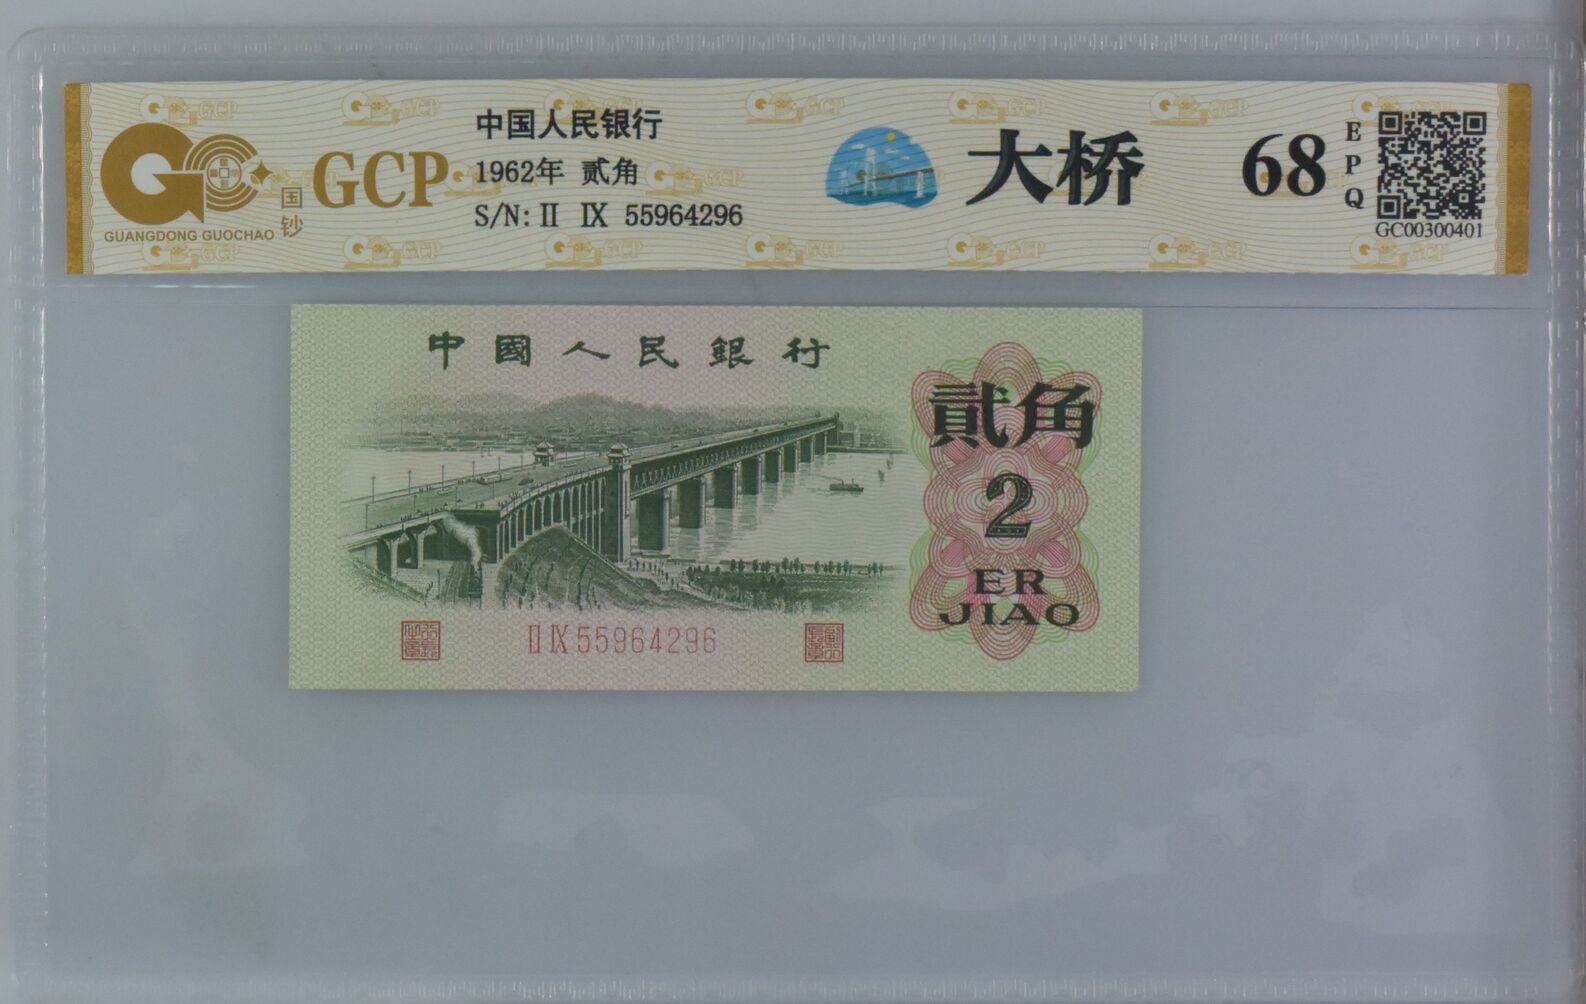 GUANGDONG GUOCHAO
国钞
GCP
中国人民银行
1962年 贰角
S/N: II IX 55964296
大桥
68
EPQ
GC00300401
中國人民銀行
貳角
2
ER
JIAO
II IX 55964296